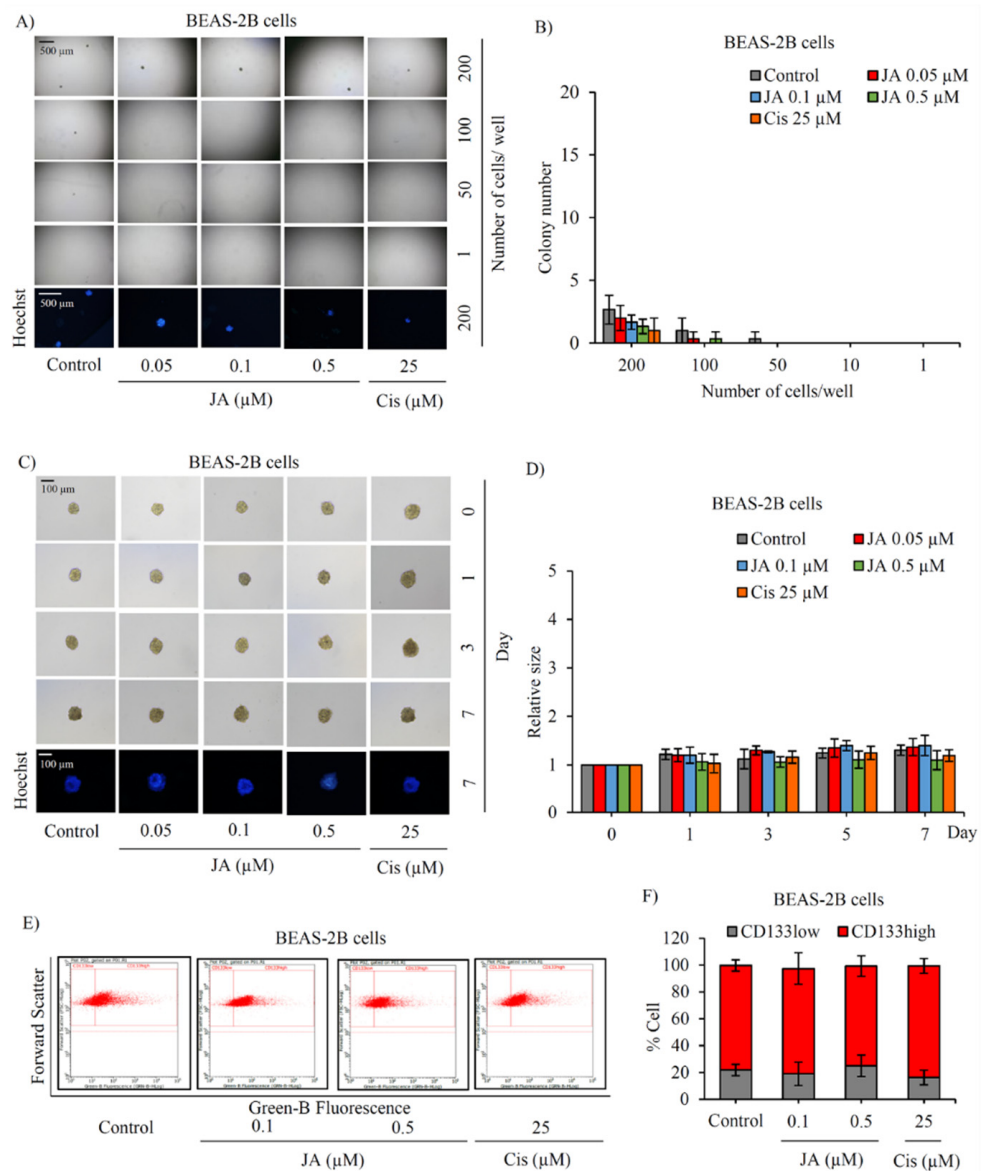 A)
BEAS-2B cells
500 µm
200
100
50
1
200
Number of cells/ well
Hoechst
500 µm
Control
0.05
0.1
0.5
25
JA (µM)
Cis (µM)
B)
BEAS-2B cells
Control
JA 0.05 µM
JA 0.1 µM
JA 0.5 µM
Cis 25 µM
Colony number
20
15
10
5
0
200
100
50
10
1
Number of cells/well
C)
BEAS-2B cells
100 µm
0
1
3
7
7
Day
Hoechst
100 µm
Control
0.05
0.1
0.5
25
JA (µM)
Cis (µM)
D)
BEAS-2B cells
Control
JA 0.05 µM
JA 0.1 µM
JA 0.5 µM
Cis 25 µM
Relative size
5
4
3
2
1
0
0
1
3
5
7
Day
E)
BEAS-2B cells
Forward Scatter
CD133low
CD133high
Green-B Fluorescence
Control
0.1
0.5
25
JA (µM)
Cis (µM)
F)
BEAS-2B cells
CD133low
CD133high
% Cell
120
100
80
60
40
20
0
Control
0.1
0.5
25
JA (µM)
Cis (µM)